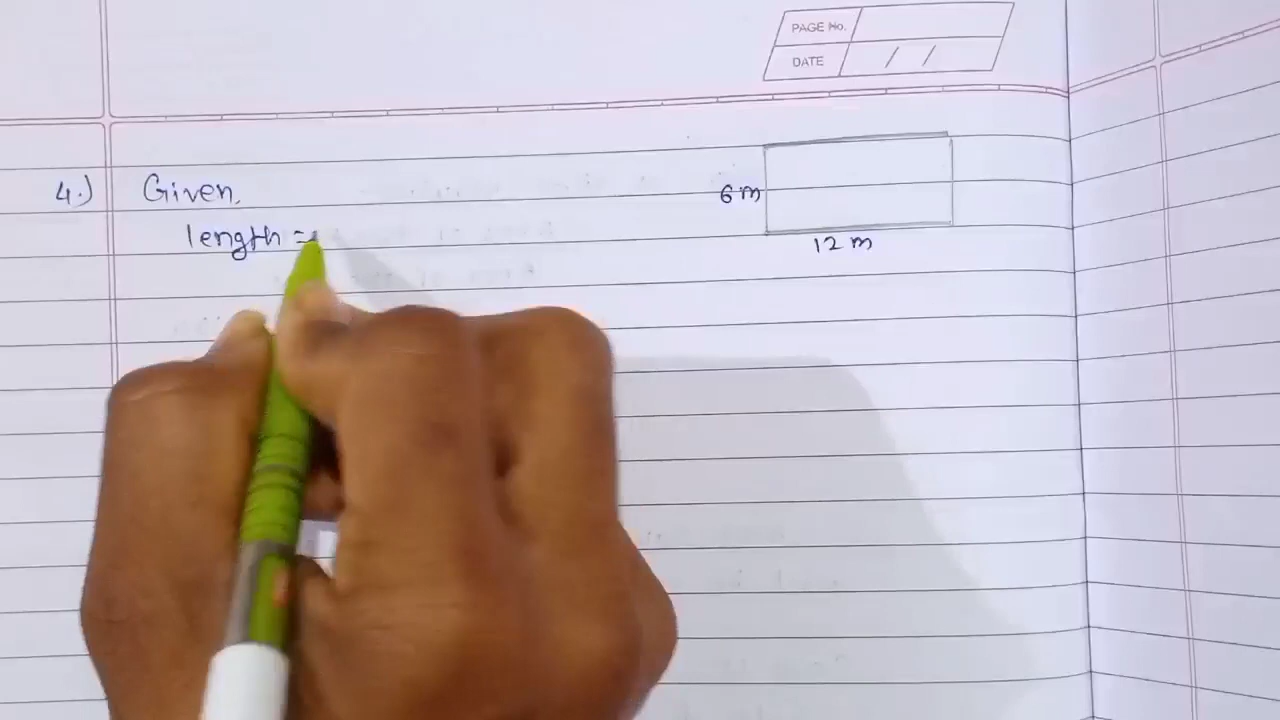 PAGE No.
DATE / /
4.) Given,
length =
6 m
12 m